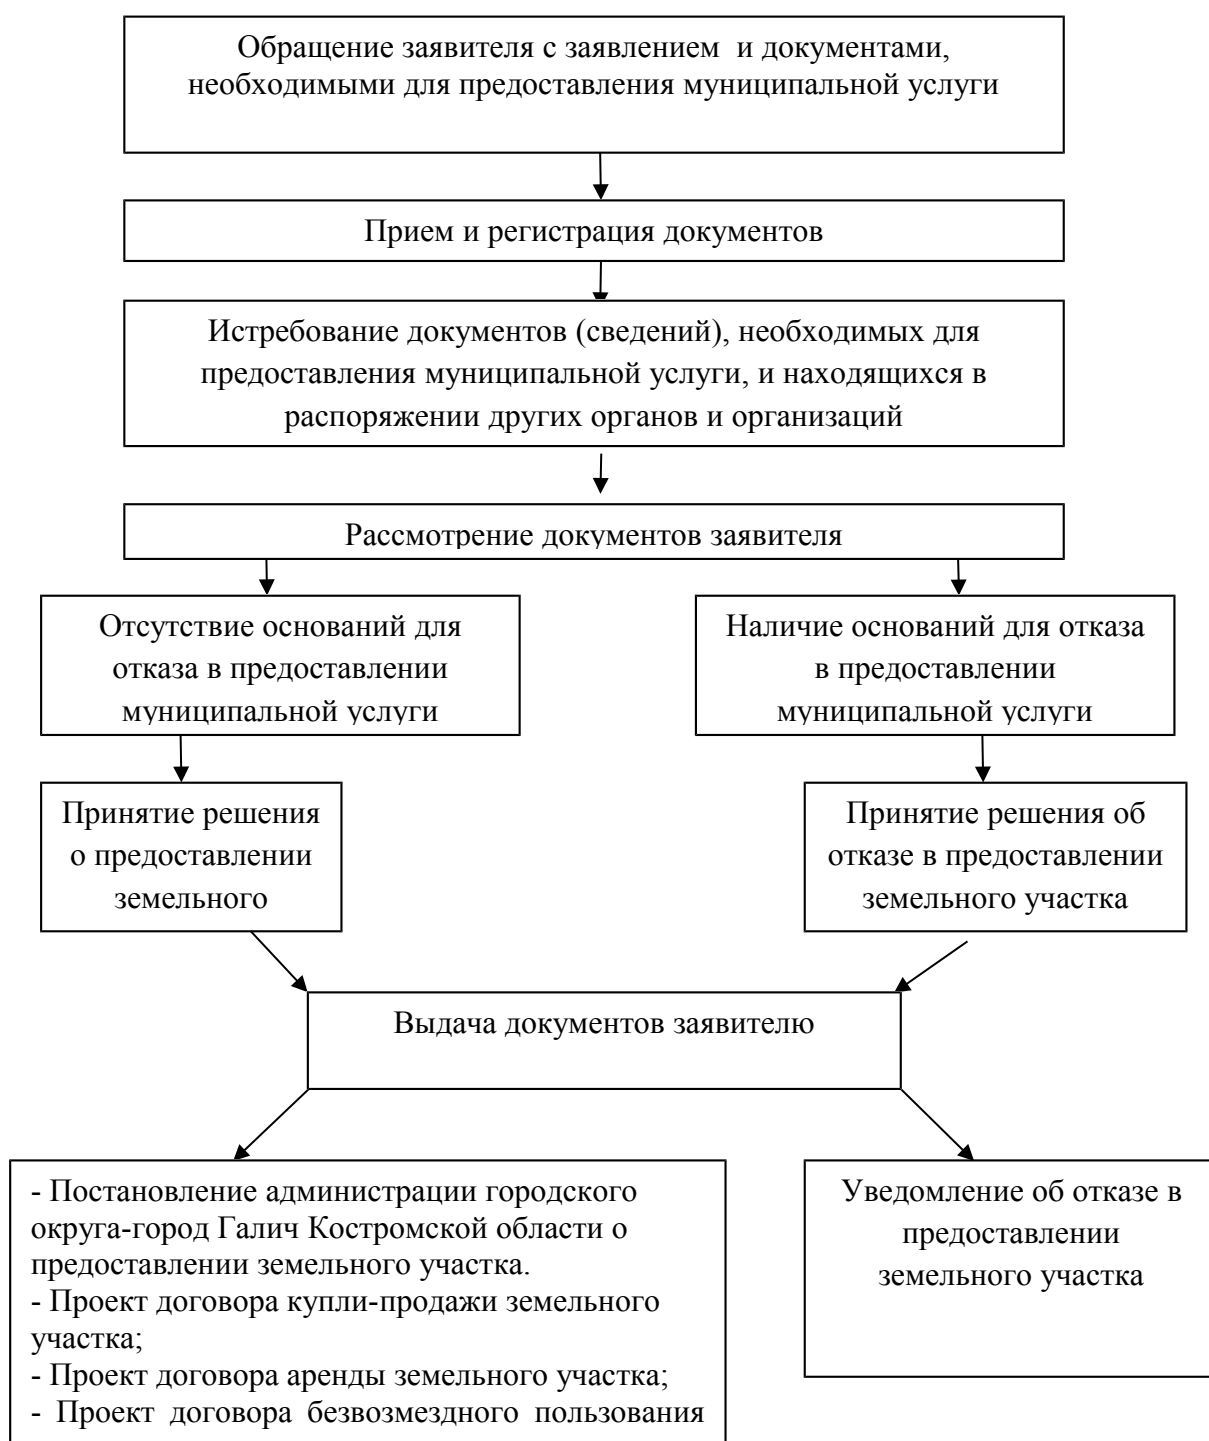 Обращение заявителя с заявлением и документами,
необходимыми для предоставления муниципальной услуги
Прием и регистрация документов
Истребование документов (сведений), необходимых для
предоставления муниципальной услуги, и находящихся в
распоряжении других органов и организаций
Рассмотрение документов заявителя
Отсутствие оснований для
отказа в предоставлении
муниципальной услуги
Наличие оснований для отказа
в предоставлении
муниципальной услуги
Принятие решения
о предоставлении
земельного
Принятие решения об
отказе в предоставлении
земельного участка
Выдача документов заявителю
- Постановление администрации городского
округа-город Галич Костромской области о
предоставлении земельного участка.
- Проект договора купли-продажи земельного
участка;
- Проект договора аренды земельного участка;
- Проект договора безвозмездного пользования
Уведомление об отказе в
предоставлении
земельного участка